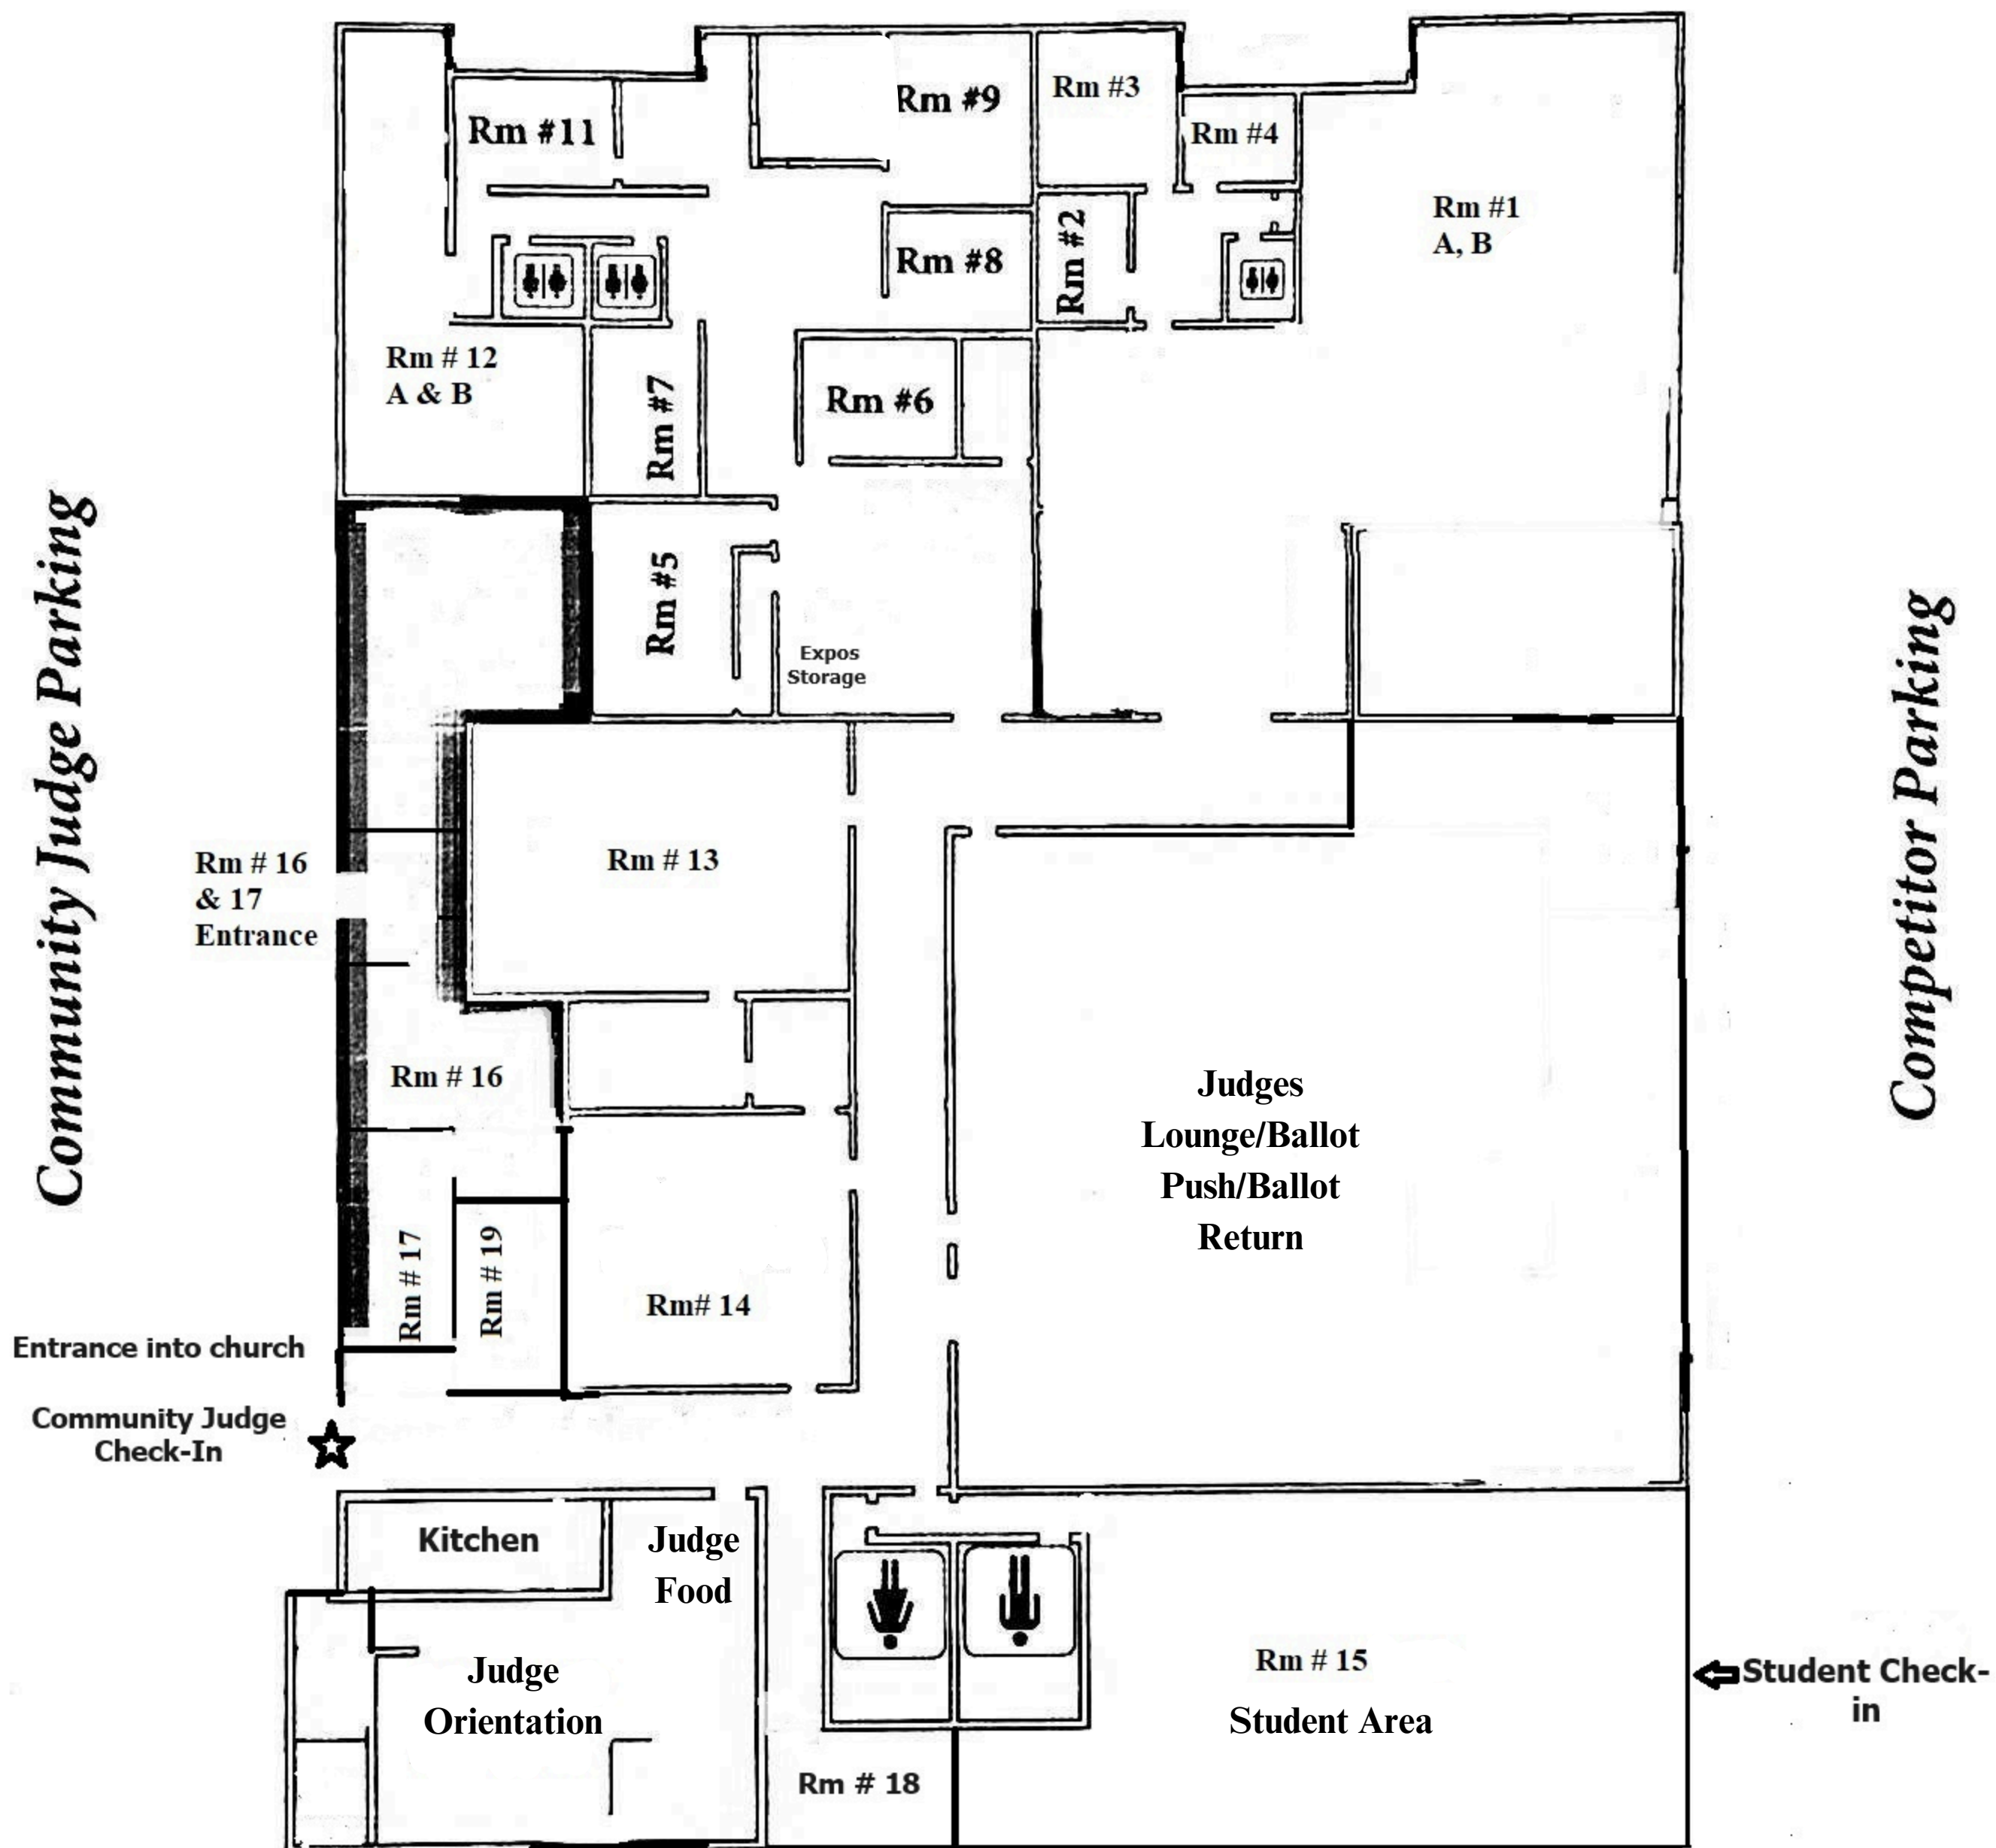 Rm #9
Rm #3
Rm #11
Rm #4
Rm #1
A, B
Rm #8
Rm #2
Rm # 12
A & B
Rm #7
Rm #6
Rm #5
Expos
Storage
Community Judge Parking
Competitor Parking
Rm # 16
& 17
Entrance
Rm # 13
Rm # 16
Judges
Lounge/Ballot
Push/Ballot
Return
Rm # 17
Rm # 19
Rm# 14
Entrance into church
Community Judge
Check-In
Kitchen
Judge
Food
Judge
Orientation
Rm # 15
Student Area
Student Check-
in
Rm # 18